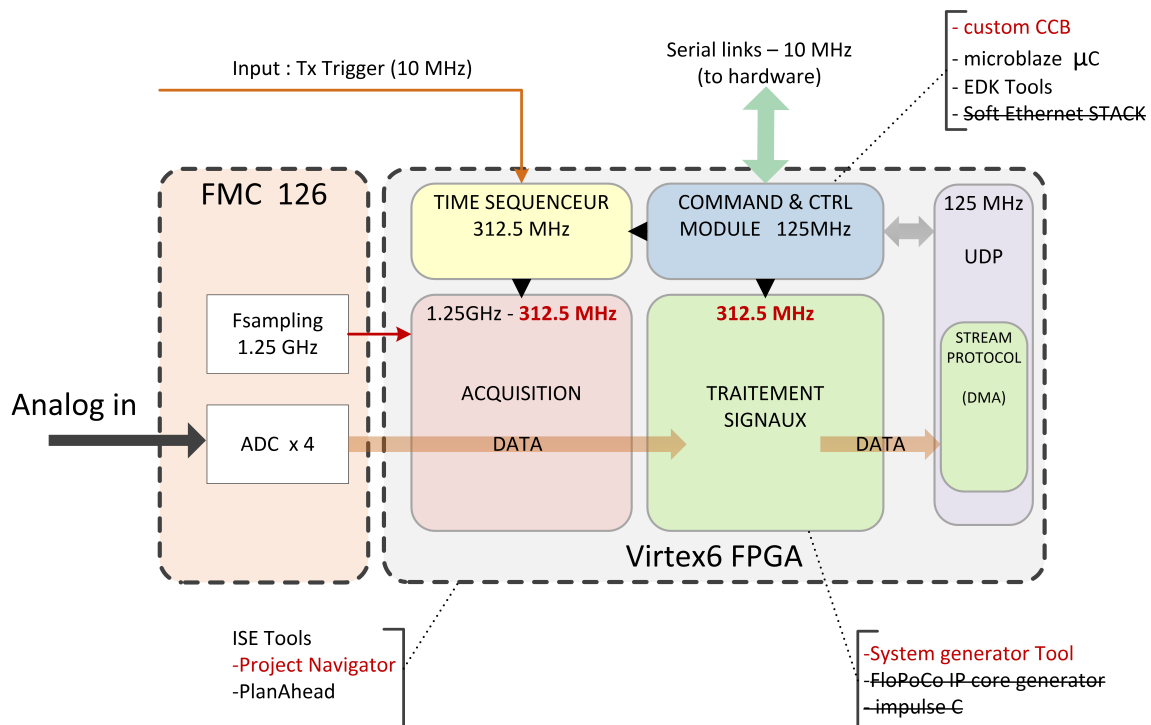 - custom CCB
- microblaze μC
- EDK Tools
- Soft Ethernet STACK
Serial links – 10 MHz
(to hardware)
Input : Tx Trigger (10 MHz)
FMC 126
TIME SEQUENCEUR
312.5 MHz
COMMAND & CTRL
MODULE 125MHz
125 MHz
UDP
Fsampling
1.25 GHz
1.25GHz - 312.5 MHz
312.5 MHz
STREAM
PROTOCOL
(DMA)
ACQUISITION
TRAITEMENT
SIGNAUX
Analog in
ADC x 4
DATA
DATA
Virtex6 FPGA
ISE Tools
-Project Navigator
-PlanAhead
-System generator Tool
-FloPoCo IP core generator
- impulse C